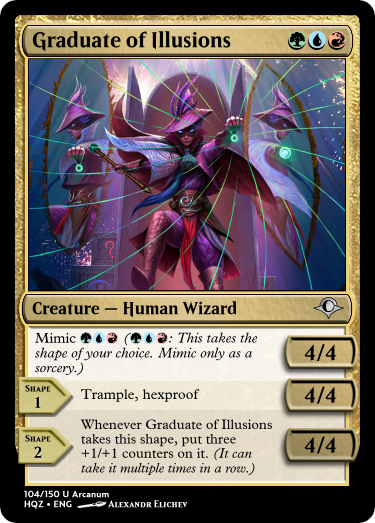 Graduate of Illusions
Creature — Human Wizard
Mimic (: This takes the
shape of your choice. Mimic only as a
sorcery.)
4/4
SHAPE
1
Trample, hexproof
4/4
SHAPE
2
Whenever Graduate of Illusions
takes this shape, put three
+1/+1 counters on it. (It can
take it multiple times in a row.)
4/4
104/150 U Arcanum
HQZ • ENG Alexandr Elichev